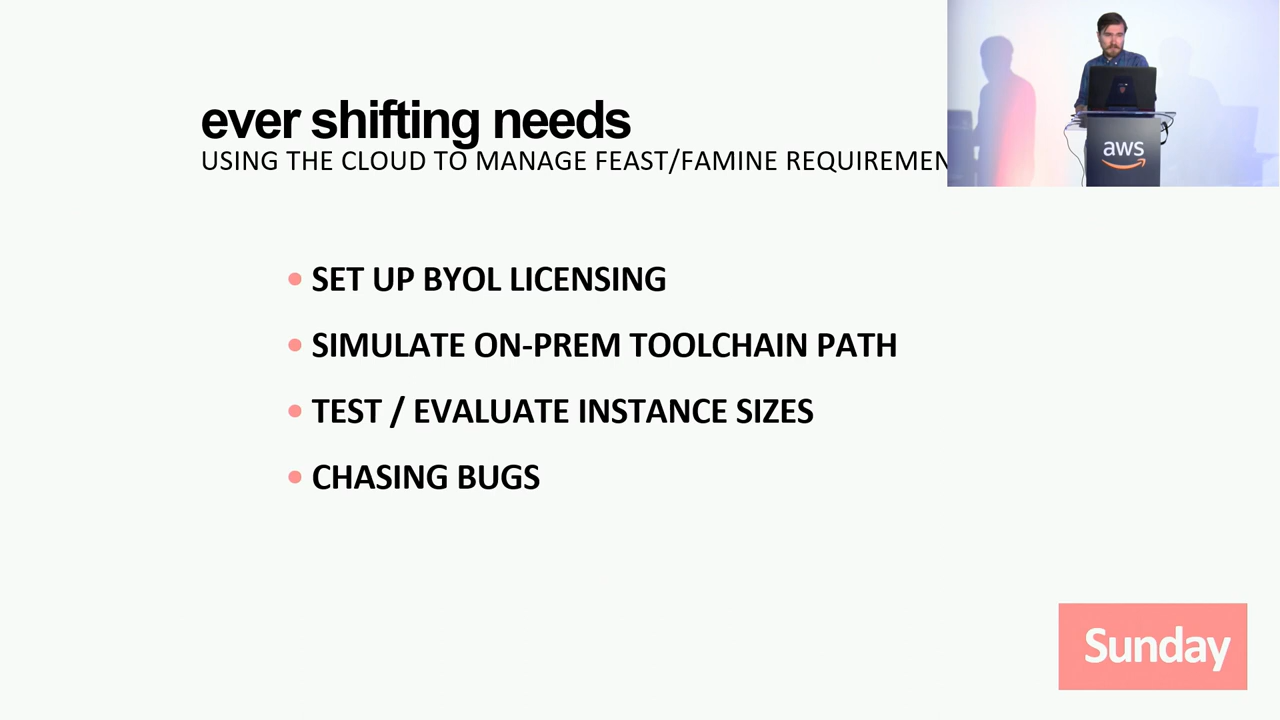 ever shifting needs
USING THE CLOUD TO MANAGE FEAST/FAMINE REQUIREMEN
aws
• SET UP BYOL LICENSING
• SIMULATE ON-PREM TOOLCHAIN PATH
• TEST / EVALUATE INSTANCE SIZES
• CHASING BUGS
Sunday